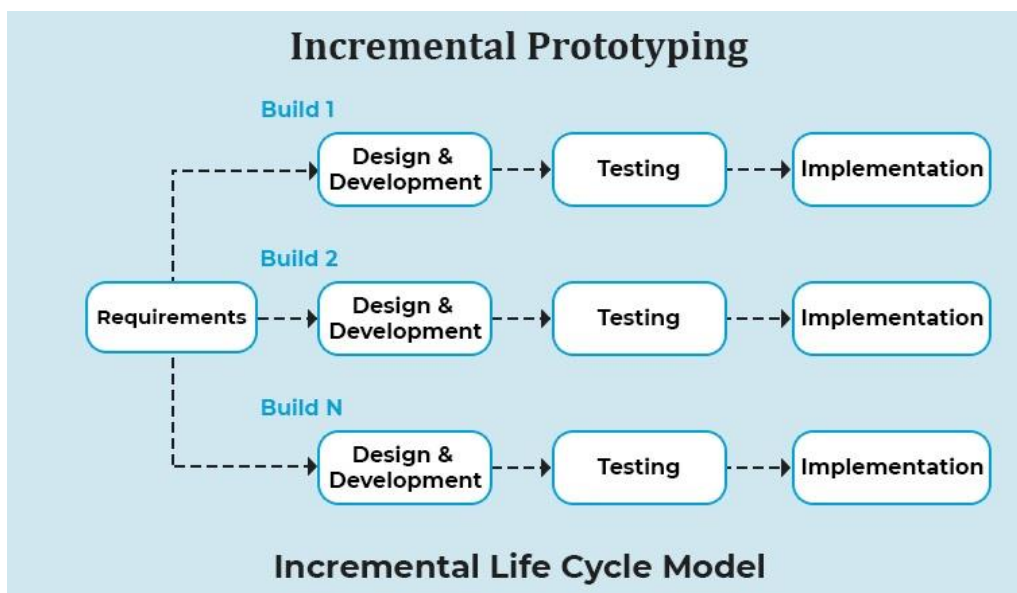 Incremental Prototyping
Build 1
Design &
Development
Testing
Implementation
Build 2
Requirements
Design &
Development
Testing
Implementation
Build N
Design &
Development
Testing
Implementation
Incremental Life Cycle Model